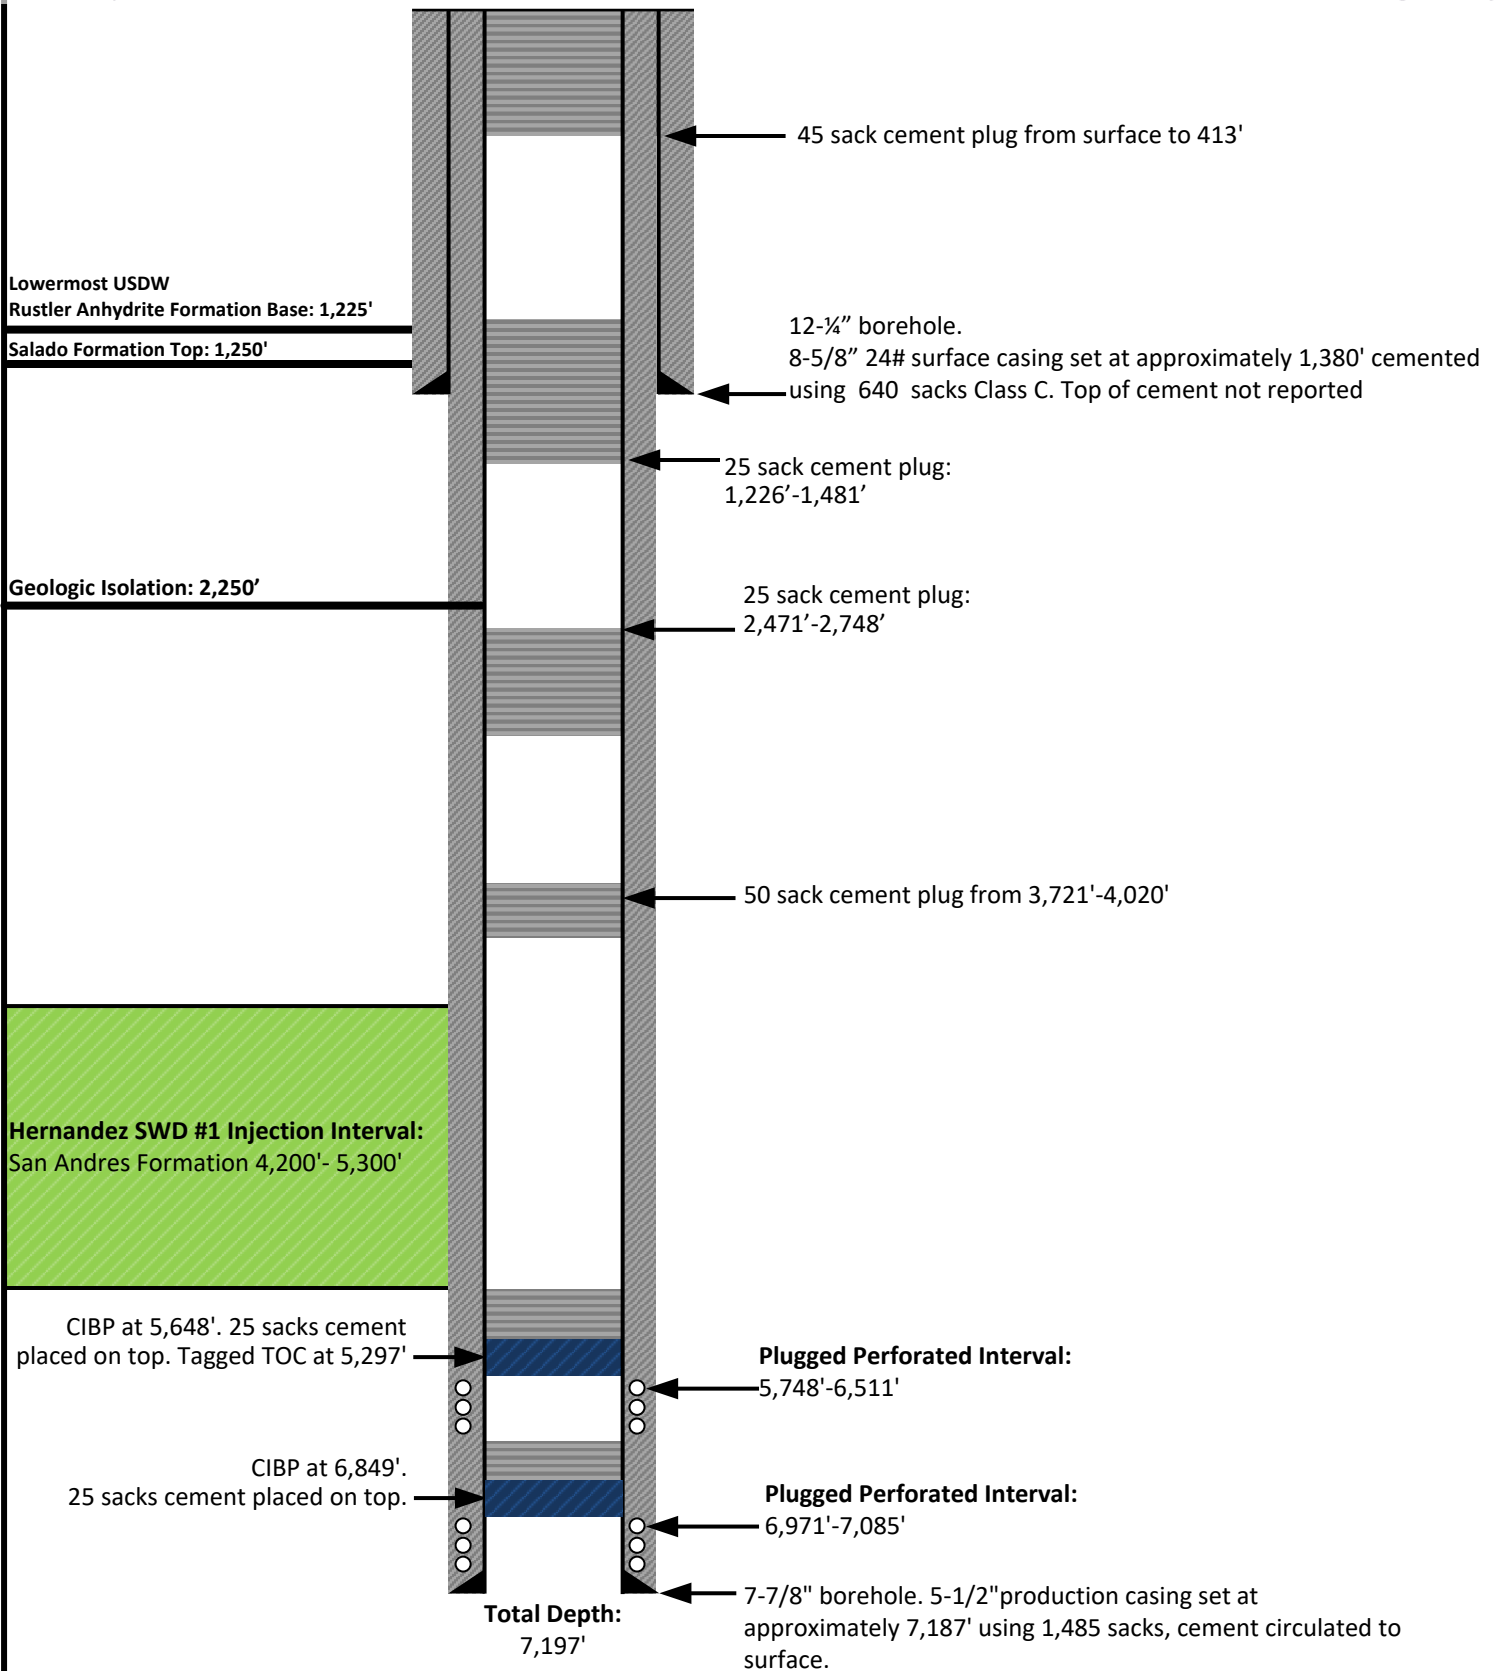 45 sack cement plug from surface to 413'
Lowermost USDW
Rustler Anhydrite Formation Base: 1,225'
Salado Formation Top: 1,250'
12-¼” borehole.
8-5/8” 24# surface casing set at approximately 1,380' cemented
using 640 sacks Class C. Top of cement not reported
25 sack cement plug:
1,226’-1,481’
Geologic Isolation: 2,250’
25 sack cement plug:
2,471’-2,748’
50 sack cement plug from 3,721'-4,020'
Hernandez SWD #1 Injection Interval:
San Andres Formation 4,200'- 5,300'
CIBP at 5,648'. 25 sacks cement
placed on top. Tagged TOC at 5,297'
Plugged Perforated Interval:
5,748'-6,511'
CIBP at 6,849'.
25 sacks cement placed on top.
Plugged Perforated Interval:
6,971'-7,085'
7-7/8" borehole. 5-1/2"production casing set at
approximately 7,187' using 1,485 sacks, cement circulated to
surface.
Total Depth:
7,197'